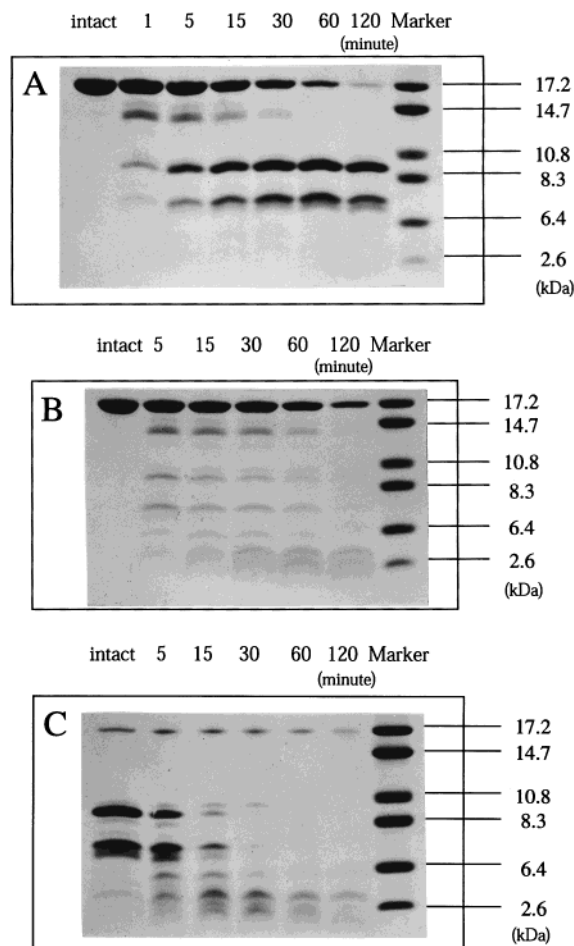 intact 1 5 15 30 60 120 Marker
(minute)
A
17.2
14.7
10.8
8.3
6.4
2.6
(kDa)
intact 5 15 30 60 120 Marker
(minute)
B
17.2
14.7
10.8
8.3
6.4
2.6
(kDa)
intact 5 15 30 60 120 Marker
(minute)
C
17.2
14.7
10.8
8.3
6.4
2.6
(kDa)